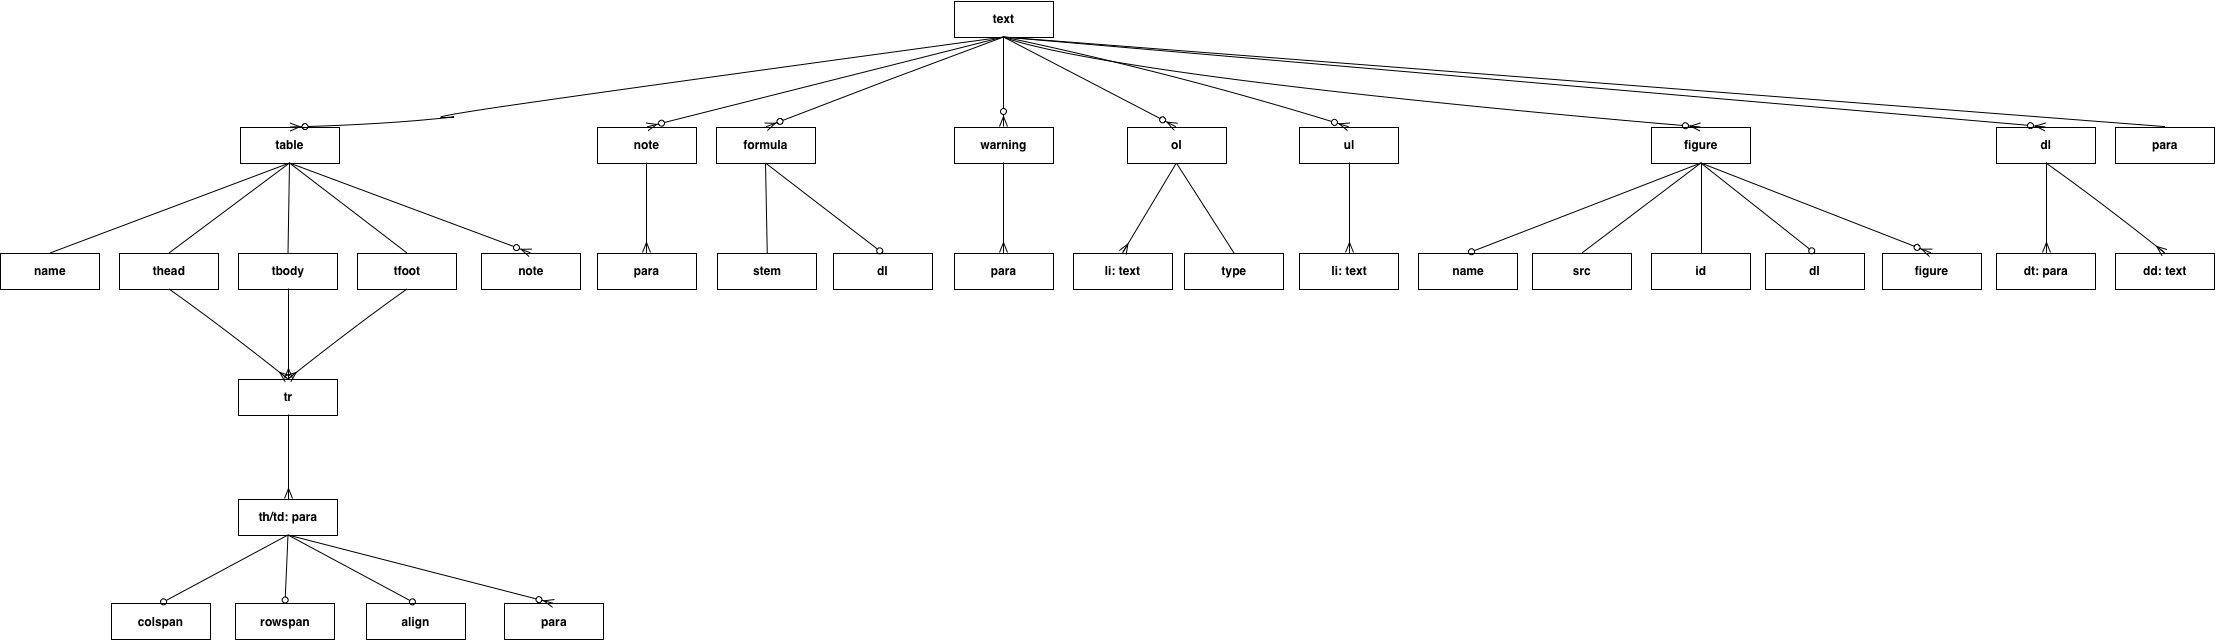 text
table
note
formula
warning
ol
ul
figure
dl
para
name
thead
tbody
tfoot
note
para
stem
dl
para
li: text
type
li: text
name
src
id
dl
figure
dt: para
dd: text
tr
th/td: para
colspan
rowspan
align
para